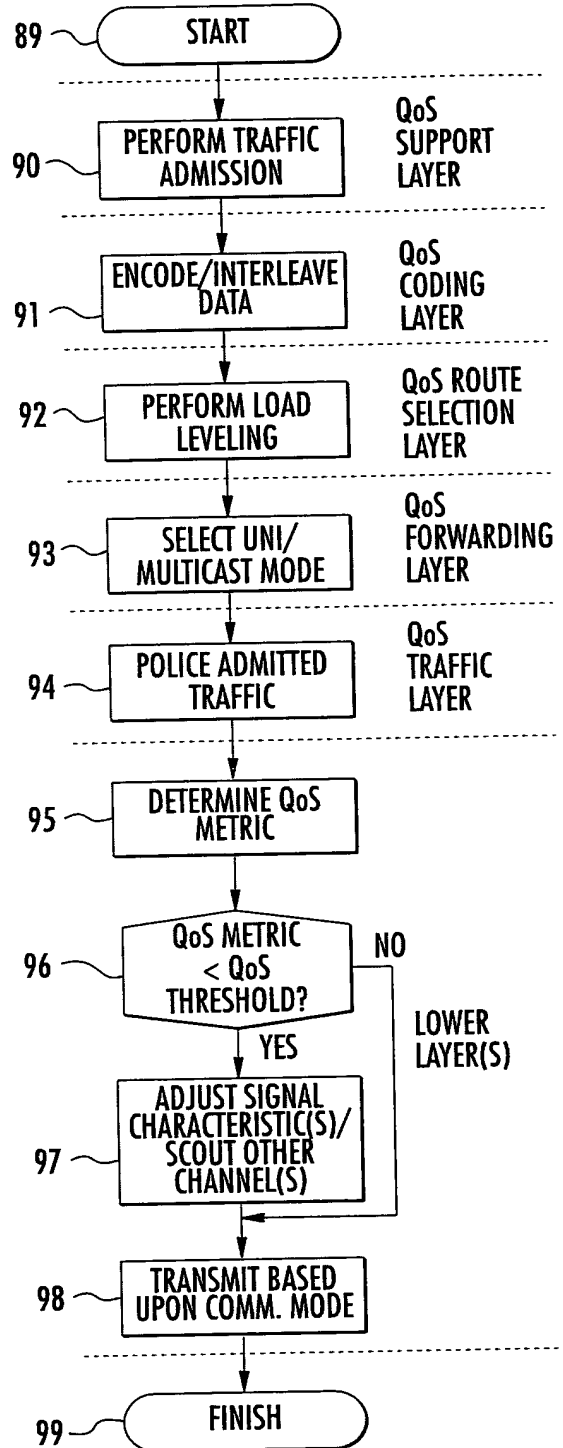 89
START
90
PERFORM TRAFFIC
ADMISSION
QoS
SUPPORT
LAYER
91
ENCODE/INTERLEAVE
DATA
QoS
CODING
LAYER
92
PERFORM LOAD
LEVELING
QoS ROUTE
SELECTION
LAYER
93
SELECT UNI/
MULTICAST MODE
QoS
FORWARDING
LAYER
94
POLICE ADMITTED
TRAFFIC
QoS
TRAFFIC
LAYER
95
DETERMINE QoS
METRIC
96
QoS METRIC
< QoS
THRESHOLD?
NO
YES
LOWER
LAYER(S)
97
ADJUST SIGNAL
CHARACTERISTIC(S)/
SCOUT OTHER
CHANNEL(S)
98
TRANSMIT BASED
UPON COMM. MODE
99
FINISH